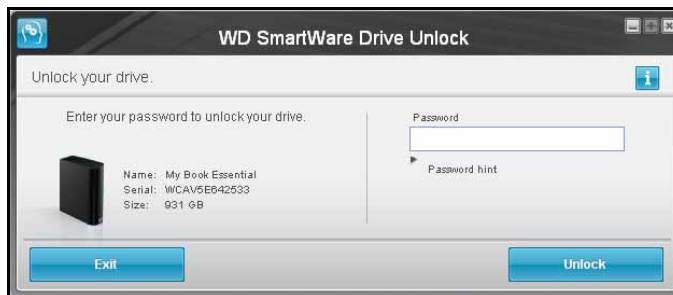 WD SmartWare Drive Unlock
Unlock your drive.
Enter your password to unlock your drive.
Name: My Book Essential
Serial: WCAV5E642533
Size: 931 GB
Password
Password hint
Exit
Unlock